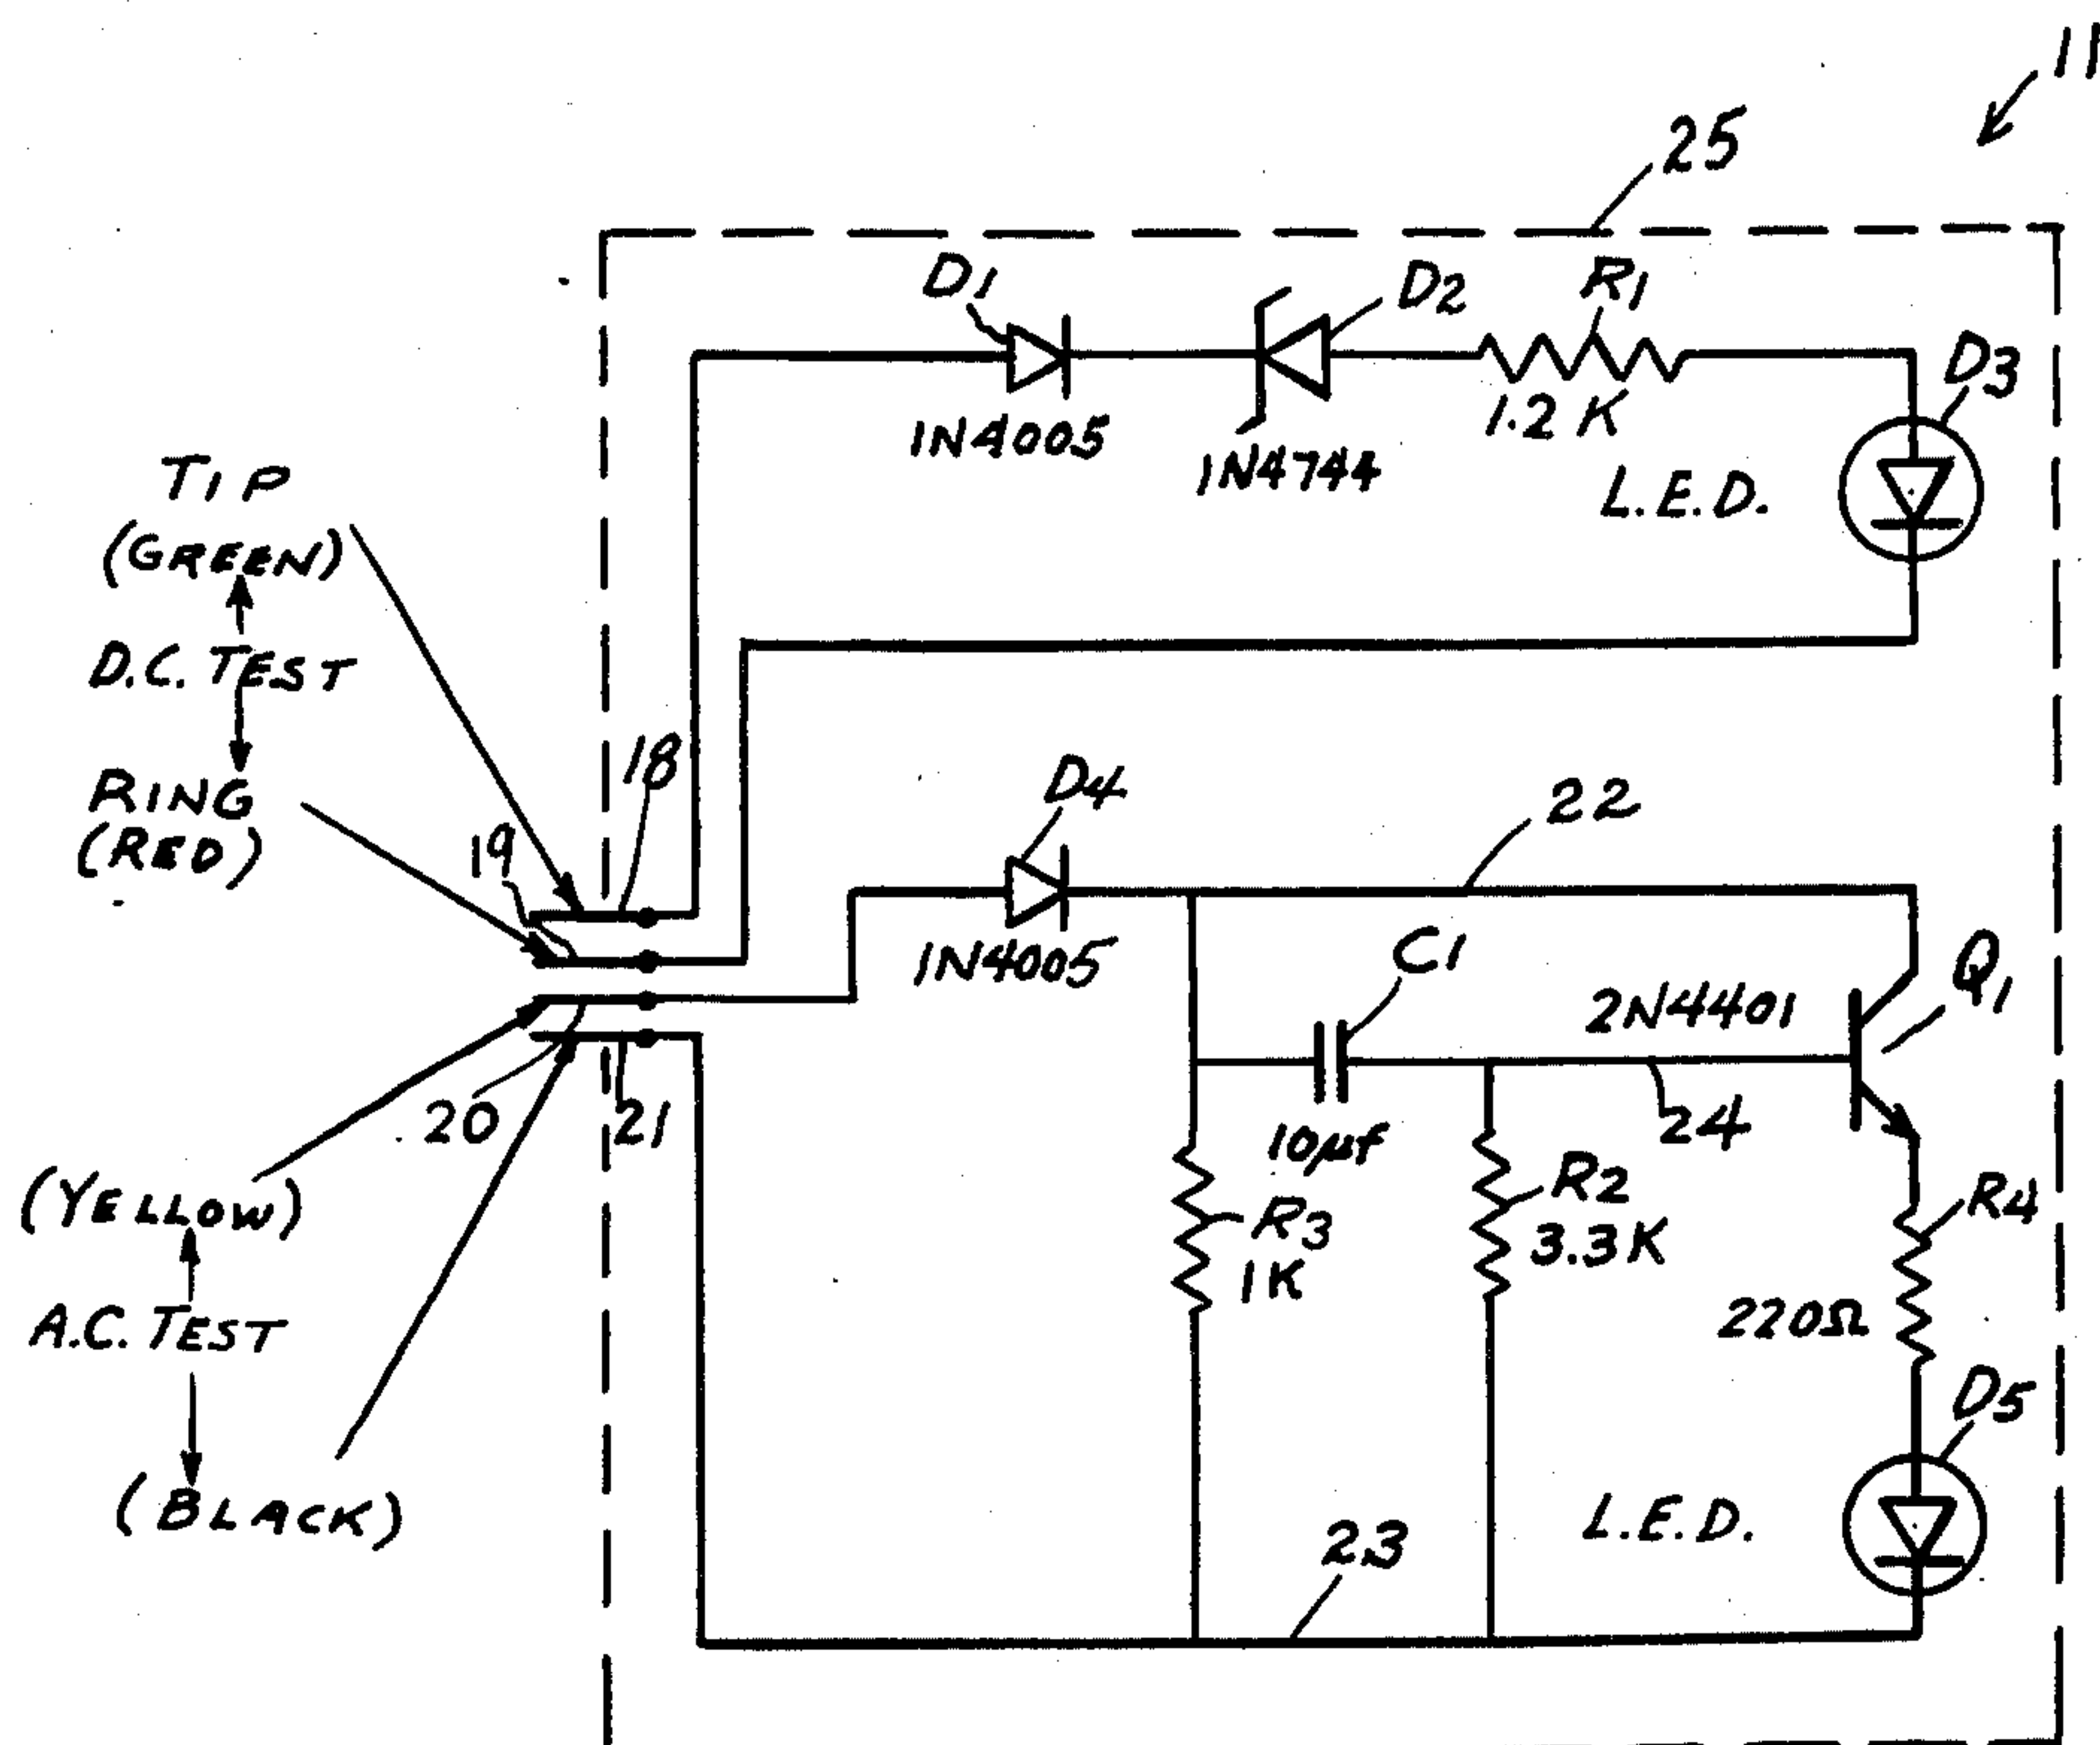 11
25
D1
D2
R1
D3
1N4005
1N4744
1.2 K
L.E.D.
TIP
(GREEN)
D.C. TEST
RING
(RED)
18
19
D4
22
1N4005
C1
2N4401
Q1
20
21
10µf
24
(YELLOW)
R3
1K
R2
3.3K
R4
220Ω
A.C. TEST
D5
(BLACK)
23
L.E.D.